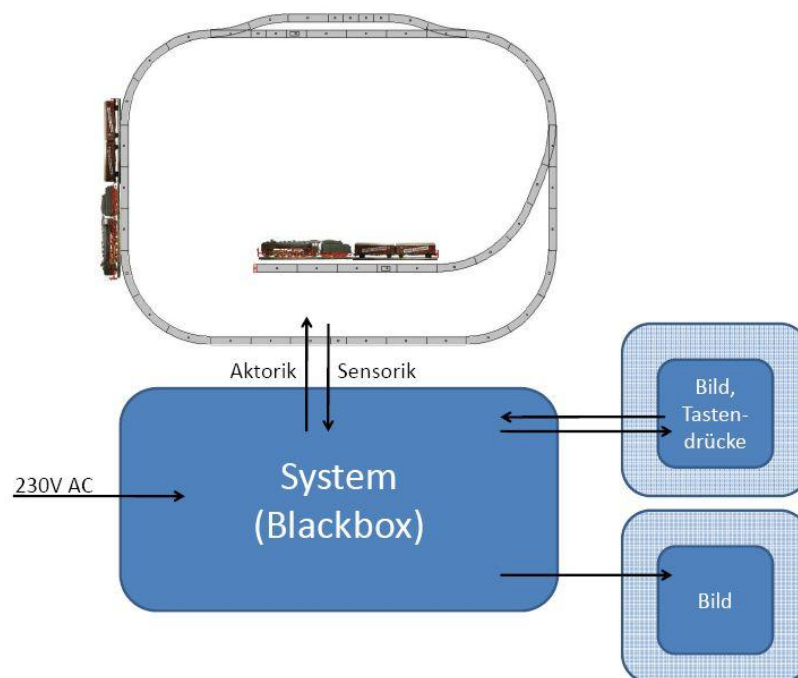 Aktorik
Sensorik
230V AC
System
(Blackbox)
Bild,
Tasten-
drücke
Bild